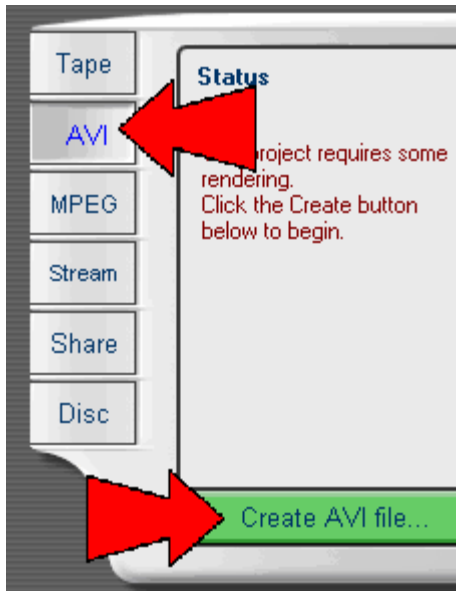 Tape
AVI
MPEG
Stream
Share
Disc
Status
project requires some
rendering.
Click the Create button
below to begin.
Create AVI file...